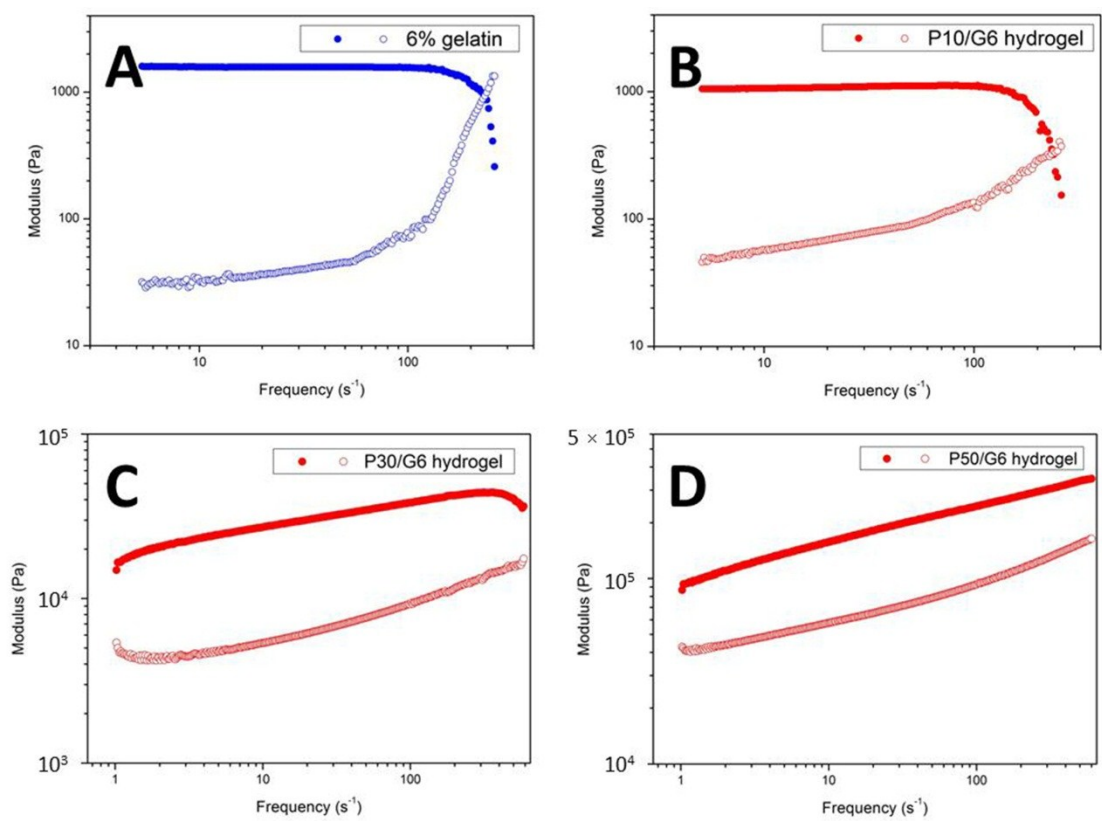 A
6% gelatin
1000
100
10
Modulus (Pa)
10
100
Frequency (s⁻¹)
B
P10/G6 hydrogel
1000
100
10
Modulus (Pa)
10
100
Frequency (s⁻¹)
C
P30/G6 hydrogel
10⁵
10⁴
10³
Modulus (Pa)
1
10
100
Frequency (s⁻¹)
D
P50/G6 hydrogel
5 × 10⁵
10⁵
10⁴
Modulus (Pa)
1
10
100
Frequency (s⁻¹)